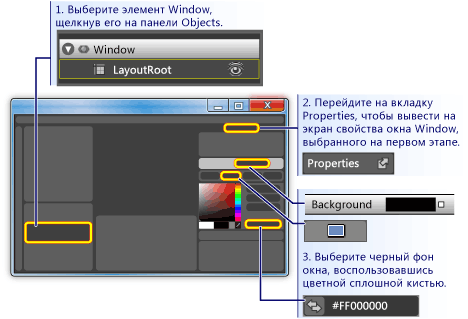 1. Выберите элемент Window,
щелкнув его на панели Objects.
Window
LayoutRoot
2. Перейдите на вкладку
Properties, чтобы вывести на
экран свойства окна Window,
выбранного на первом этапе.
Properties
Background
3. Выберите черный фон
окна, воспользовавшись
цветной сплошной кистью.
#FF000000